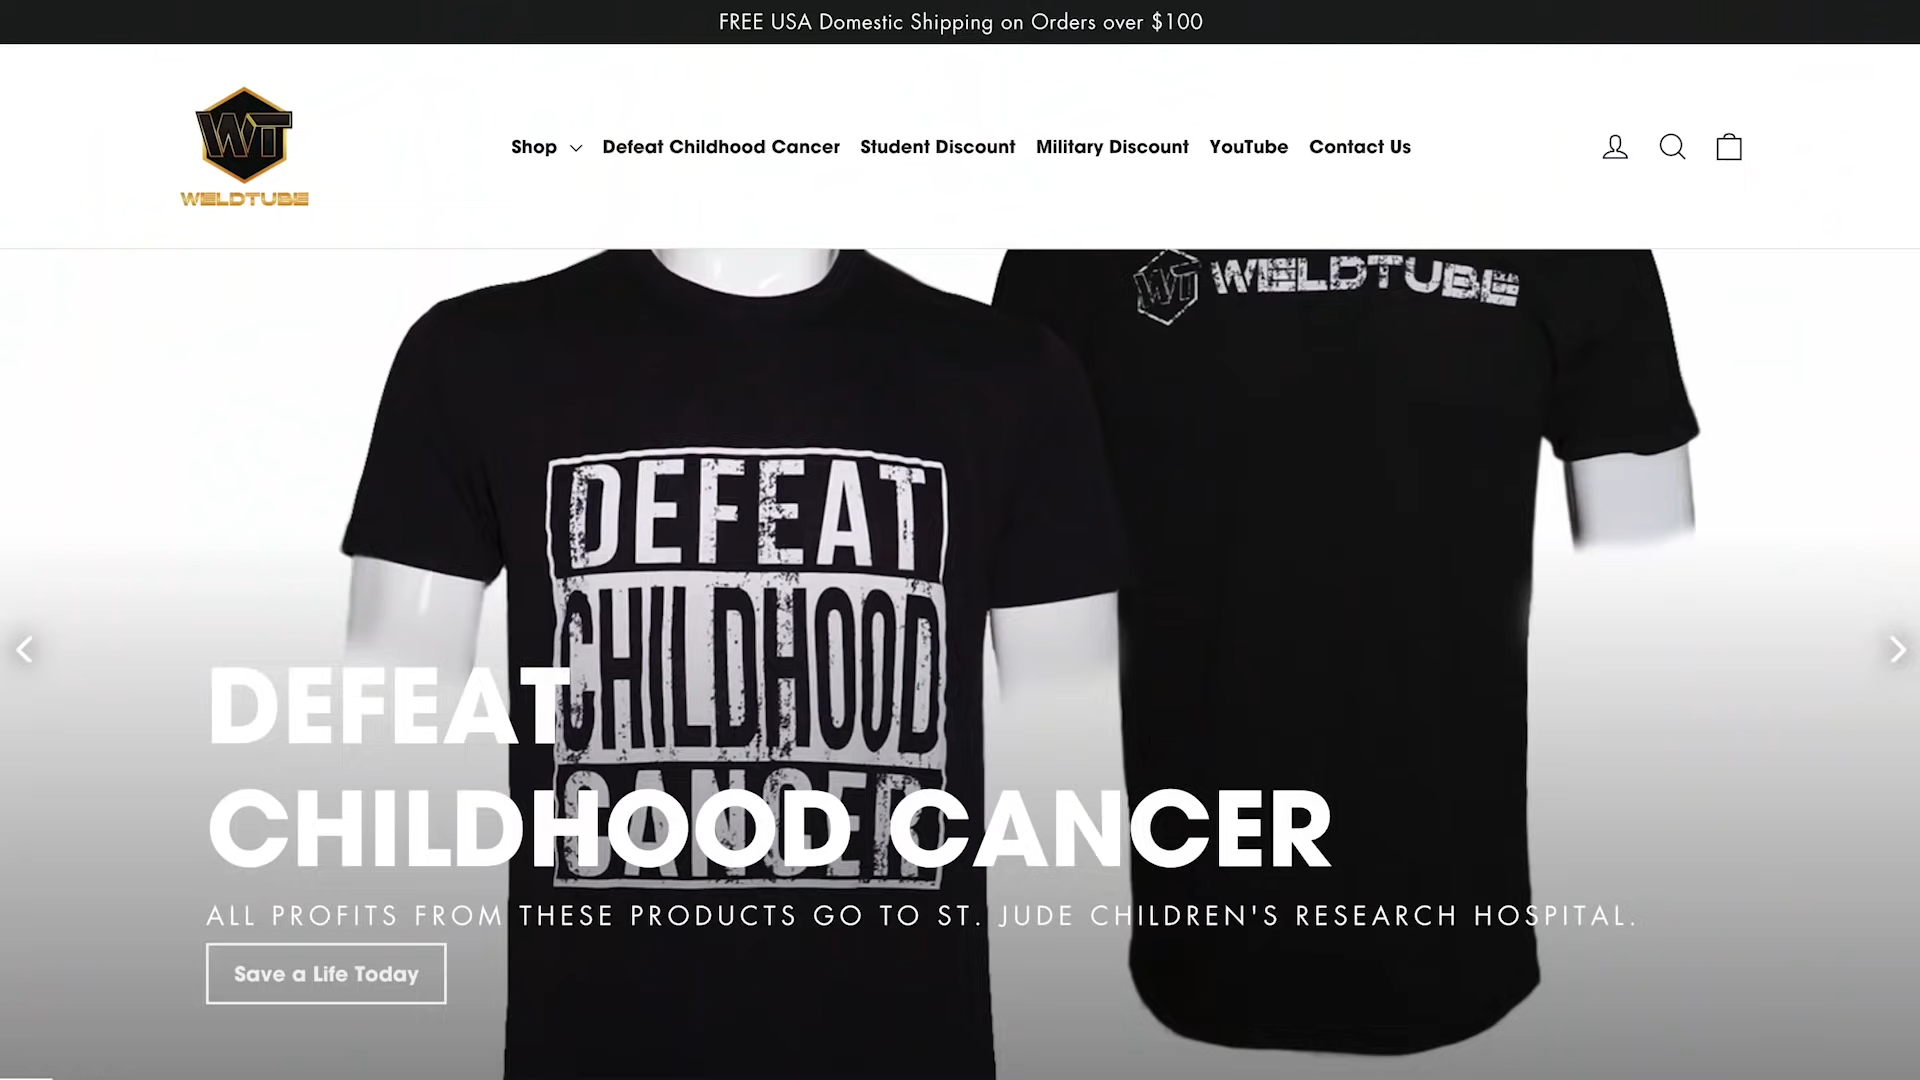 FREE USA Domestic Shipping on Orders over $100
WT
WELDTUBE
Shop Defeat Childhood Cancer Student Discount Military Discount YouTube Contact Us
WT WELDTUBE
DEFEAT
CHILDHOOD
CANCER
DEFEAT
CHILDHOOD CANCER
ALL PROFITS FROM THESE PRODUCTS GO TO ST. JUDE CHILDREN'S RESEARCH HOSPITAL.
Save a Life Today